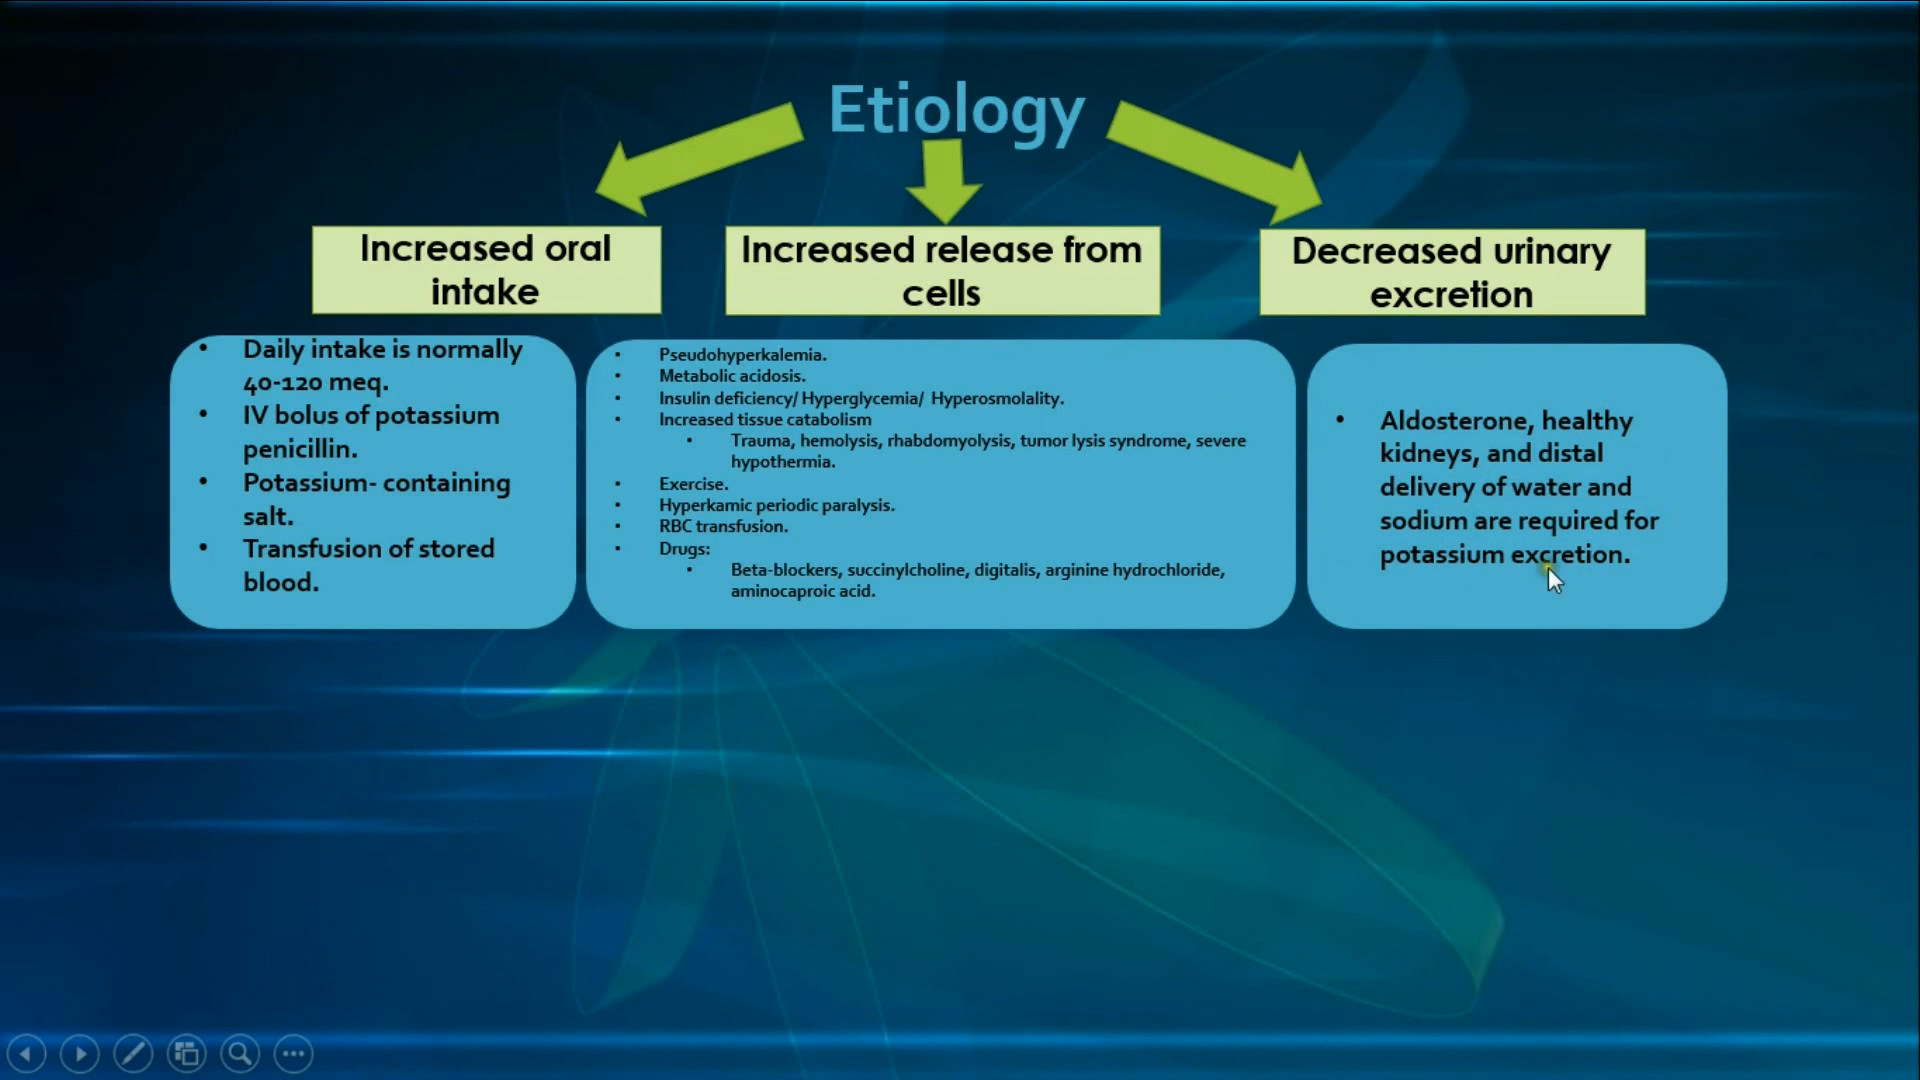 Etiology
Increased oral
intake
Increased release from
cells
Decreased urinary
excretion
• Daily intake is normally
40-120 meq.
• IV bolus of potassium
penicillin.
• Potassium- containing
salt.
• Transfusion of stored
blood.
• Pseudohyperkalemia.
• Metabolic acidosis.
• Insulin deficiency/ Hyperglycemia/ Hyperosmolality.
• Increased tissue catabolism
• Trauma, hemolysis, rhabdomyolysis, tumor lysis syndrome, severe
hypothermia.
• Exercise.
• Hyperkamic periodic paralysis.
• RBC transfusion.
• Drugs:
• Beta-blockers, succinylcholine, digitalis, arginine hydrochloride,
aminocaproic acid.
• Aldosterone, healthy
kidneys, and distal
delivery of water and
sodium are required for
potassium excretion.